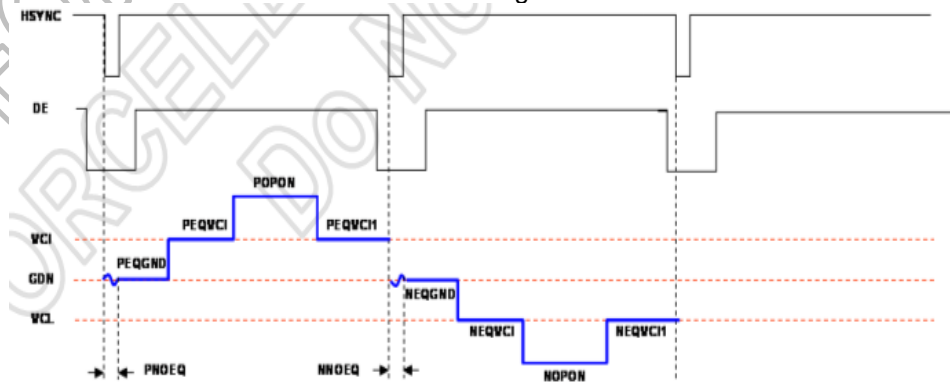 HSYNC
DE
POPON
PEQVCI
PEQVCI1
VCI
PEQGND
GDN
NEQGND
VCL
NEQVCI
NEQVCI1
PNOEQ
NNOEQ
NOPON